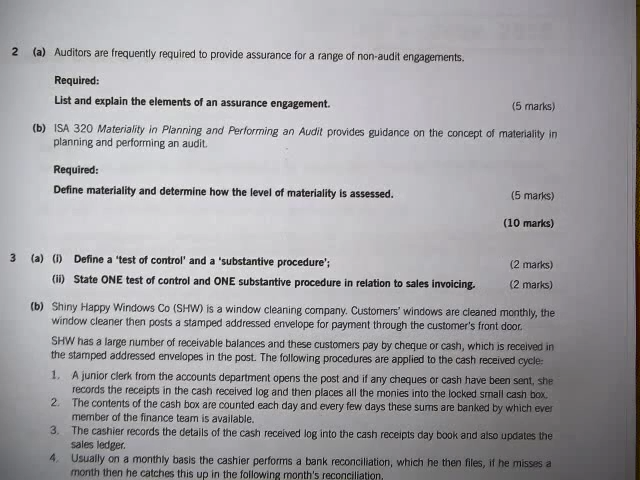 2 (a) Auditors are frequently required to provide assurance for a range of non-audit engagements.
Required:
List and explain the elements of an assurance engagement. (5 marks)
(b) ISA 320 Materiality in Planning and Performing an Audit provides guidance on the concept of materiality in
planning and performing an audit.
Required:
Define materiality and determine how the level of materiality is assessed. (5 marks)
(10 marks)
3 (a) (i) Define a 'test of control' and a 'substantive procedure'; (2 marks)
(ii) State ONE test of control and ONE substantive procedure in relation to sales invoicing. (2 marks)
(b) Shiny Happy Windows Co (SHW) is a window cleaning company. Customers' windows are cleaned monthly, the
window cleaner then posts a stamped addressed envelope for payment through the customer's front door.
SHW has a large number of receivable balances and these customers pay by cheque or cash, which is received in
the stamped addressed envelopes in the post. The following procedures are applied to the cash received cycle:
1. A junior clerk from the accounts department opens the post and if any cheques or cash have been sent, she
records the receipts in the cash received log and then places all the monies into the locked small cash box.
2. The contents of the cash box are counted each day and every few days these sums are banked by which ever
member of the finance team is available.
3. The cashier records the details of the cash received log into the cash receipts day book and also updates the
sales ledger.
4. Usually on a monthly basis the cashier performs a bank reconciliation, which he then files, if he misses a
month then he catches this up in the following month's reconciliation.